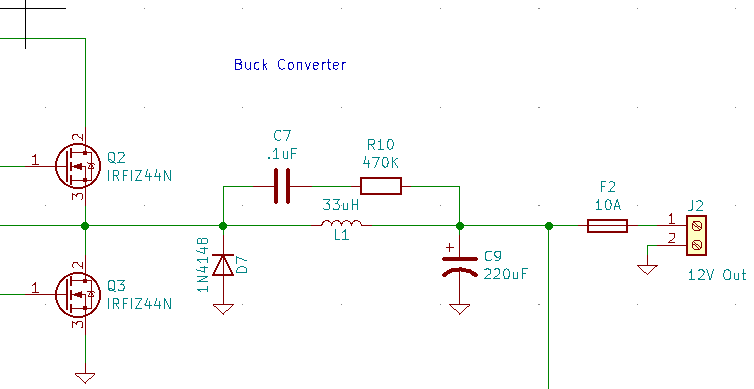 Buck Converter
2
1
Q2
IRFIZ44N
3
C7
.1uF
R10
470K
33uH
L1
F2
10A
J2
1
2
12V Out
1N4148
D7
+
C9
220uF
2
1
Q3
IRFIZ44N
3